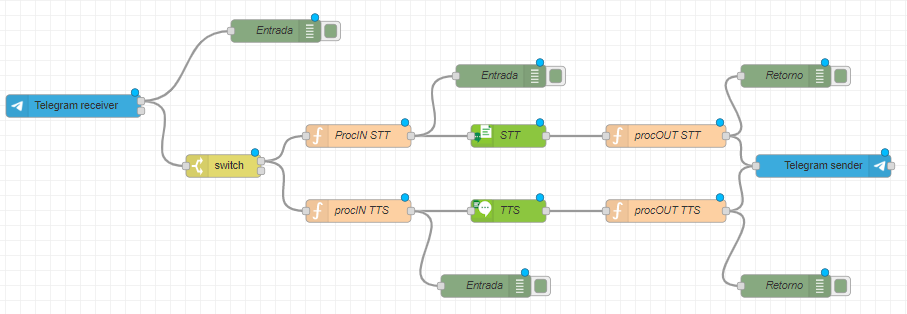 Entrada
Entrada
Retorno
Telegram receiver
ProcIN STT
STT
procOUT STT
switch
Telegram sender
procIN TTS
TTS
procOUT TTS
Entrada
Retorno